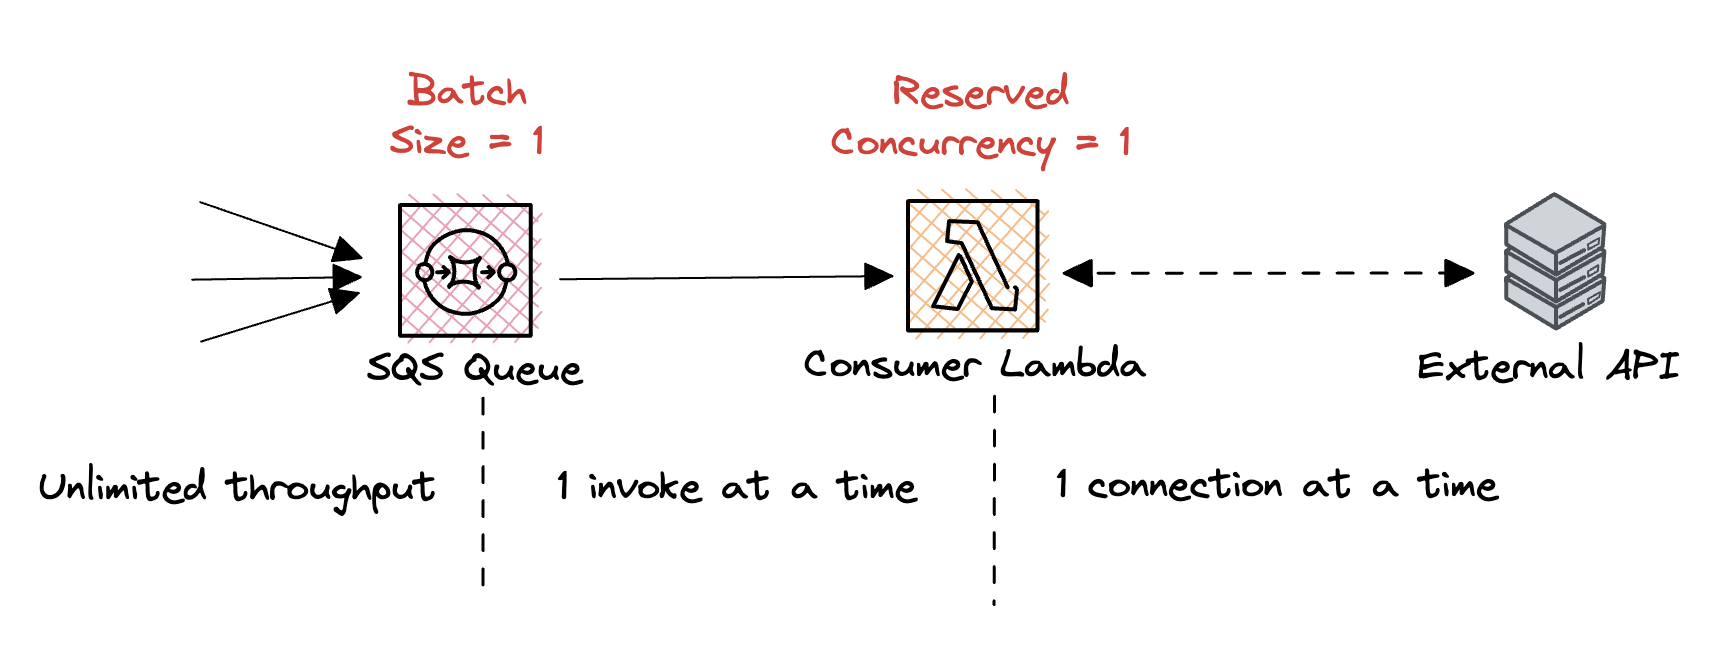 Batch
Size = 1
Reserved
Concurrency = 1
SQS Queue
Consumer Lambda
External API
Unlimited throughput
1 invoke at a time
1 connection at a time